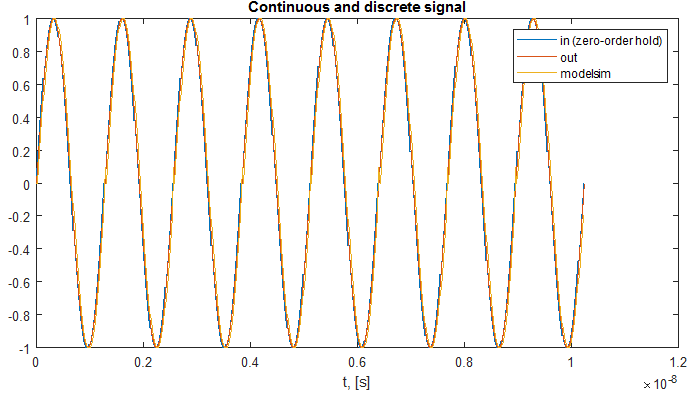 Continuous and discrete signal
in (zero-order hold)
out
modelsim
1
0.8
0.6
0.4
0.2
0
-0.2
-0.4
-0.6
-0.8
-1
0 0.2 0.4 0.6 0.8 1 1.2
t, [s]
×10⁻⁸